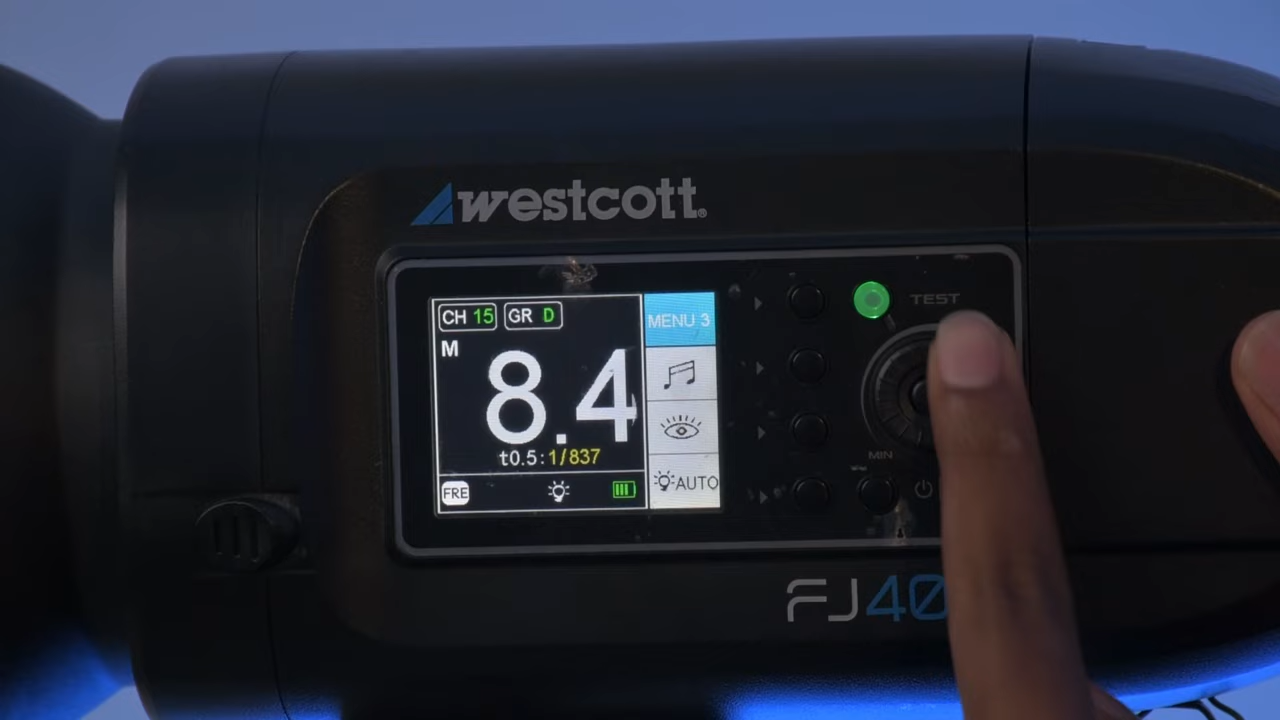 westcott®
CH 15 GR D
MENU 3
TEST
M
8.4
t0.5:1/837
MIN
FRE
AUTO
FJ40